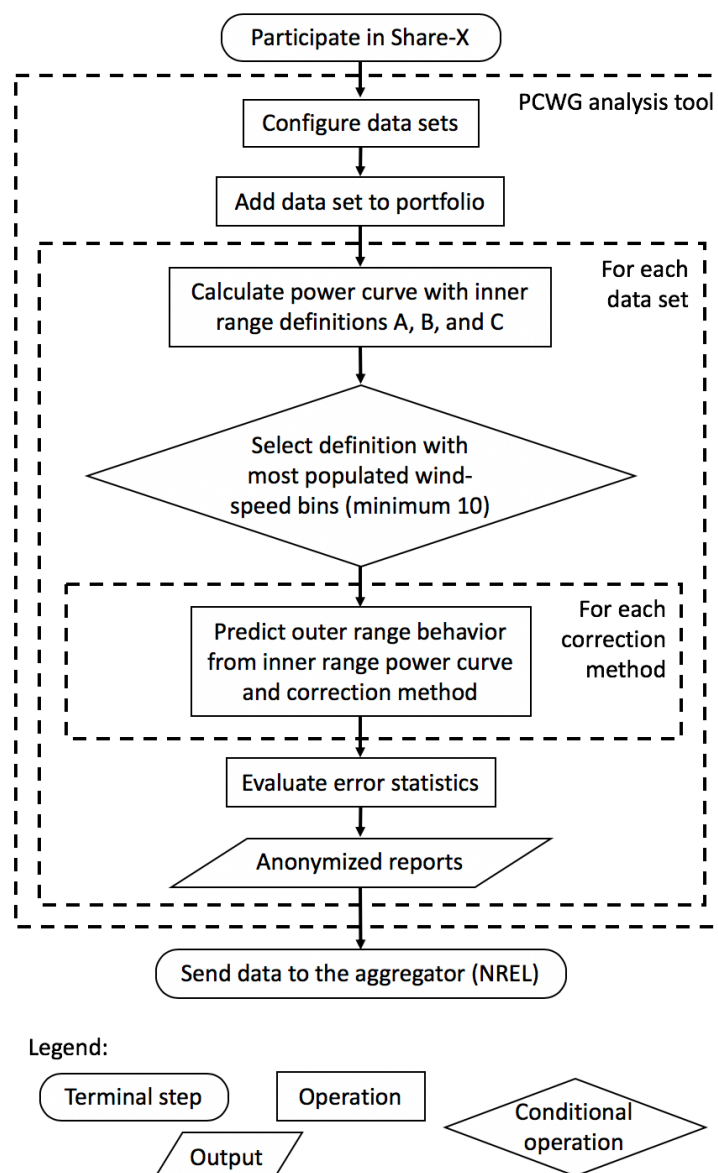 Participate in Share-X
PCWG analysis tool
Configure data sets
Add data set to portfolio
For each
data set
Calculate power curve with inner
range definitions A, B, and C
Select definition with
most populated wind-
speed bins (minimum 10)
For each
correction
method
Predict outer range behavior
from inner range power curve
and correction method
Evaluate error statistics
Anonymized reports
Send data to the aggregator (NREL)
Legend:
Terminal step
Operation
Conditional
operation
Output